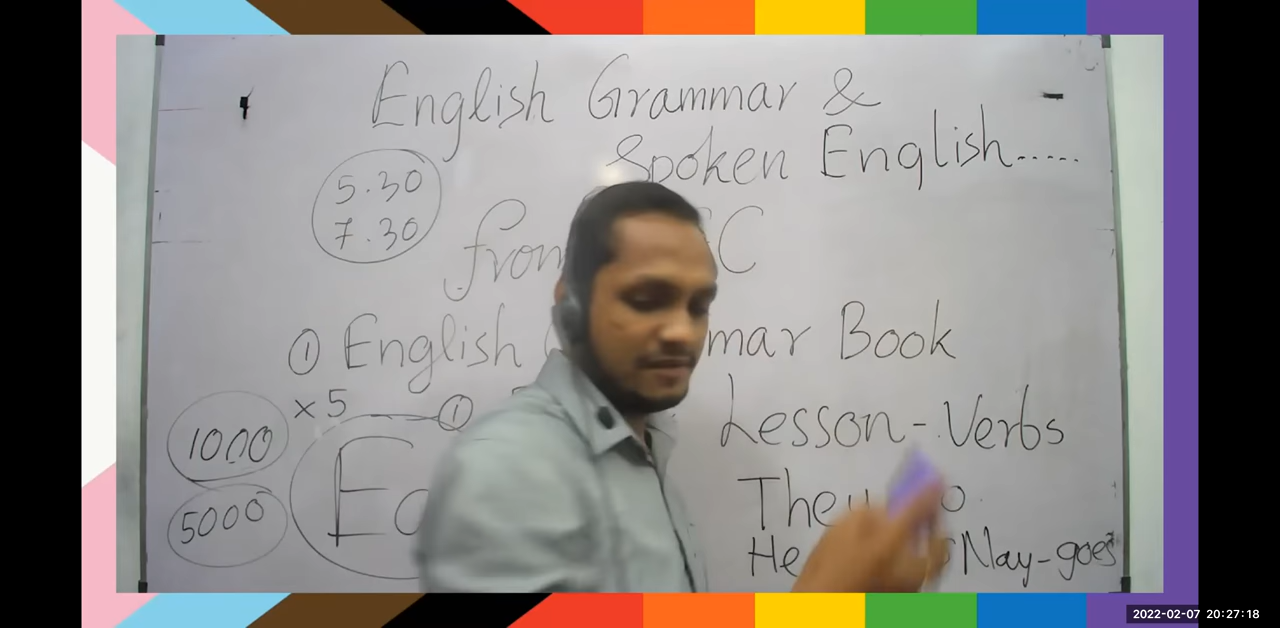 English Grammar &
Spoken English.....
5.30
7.30
from
① English mar Book
× 5 ①
Lesson - Verbs
1000
5000
They
He Nay - goes
2022-02-07 20:27:18